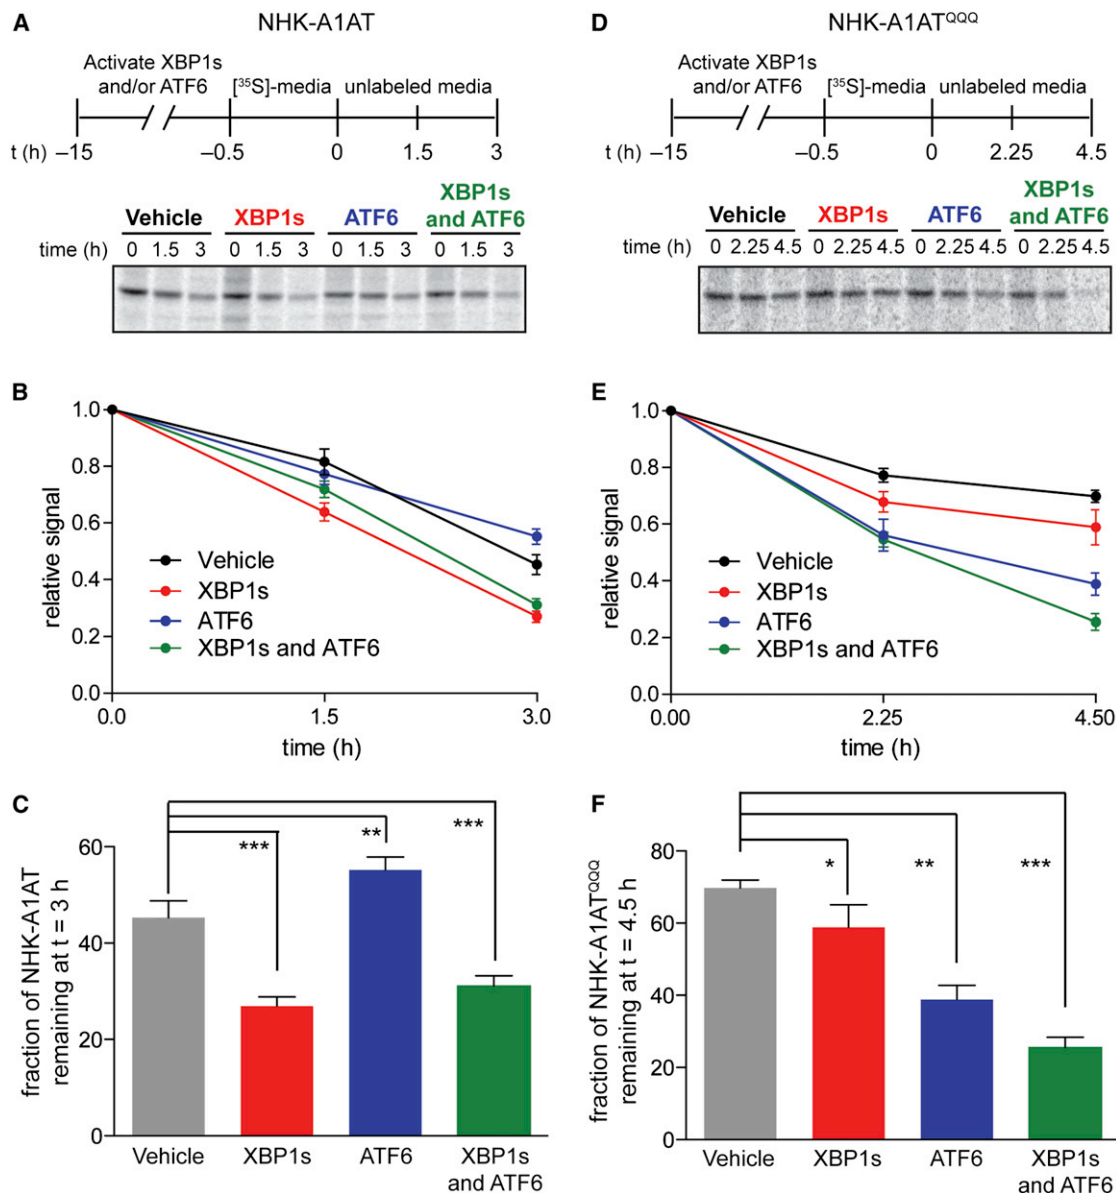 A
NHK-A1AT
Activate XBP1s
and/or ATF6
[35S]-media
unlabeled media
t (h)
–15
–0.5
0
1.5
3
Vehicle
XBP1s
ATF6
XBP1s
and ATF6
time (h)
0 1.5 3
0 1.5 3
0 1.5 3
0 1.5 3
B
relative signal
1.0
0.8
0.6
0.4
0.2
0.0
Vehicle
XBP1s
ATF6
XBP1s and ATF6
0.0
1.5
3.0
time (h)
C
fraction of NHK-A1AT
remaining at t = 3 h
60
40
20
0
***
**
***
Vehicle
XBP1s
ATF6
XBP1s
and ATF6
D
NHK-A1ATQQQ
Activate XBP1s
and/or ATF6
[35S]-media
unlabeled media
t (h)
–15
–0.5
0
2.25
4.5
Vehicle
XBP1s
ATF6
XBP1s
and ATF6
time (h)
0 2.25 4.5
0 2.25 4.5
0 2.25 4.5
0 2.25 4.5
E
relative signal
1.0
0.8
0.6
0.4
0.2
0.0
Vehicle
XBP1s
ATF6
XBP1s and ATF6
0.00
2.25
4.50
time (h)
F
fraction of NHK-A1ATQQQ
remaining at t = 4.5 h
80
60
40
20
0
*
**
***
Vehicle
XBP1s
ATF6
XBP1s
and ATF6